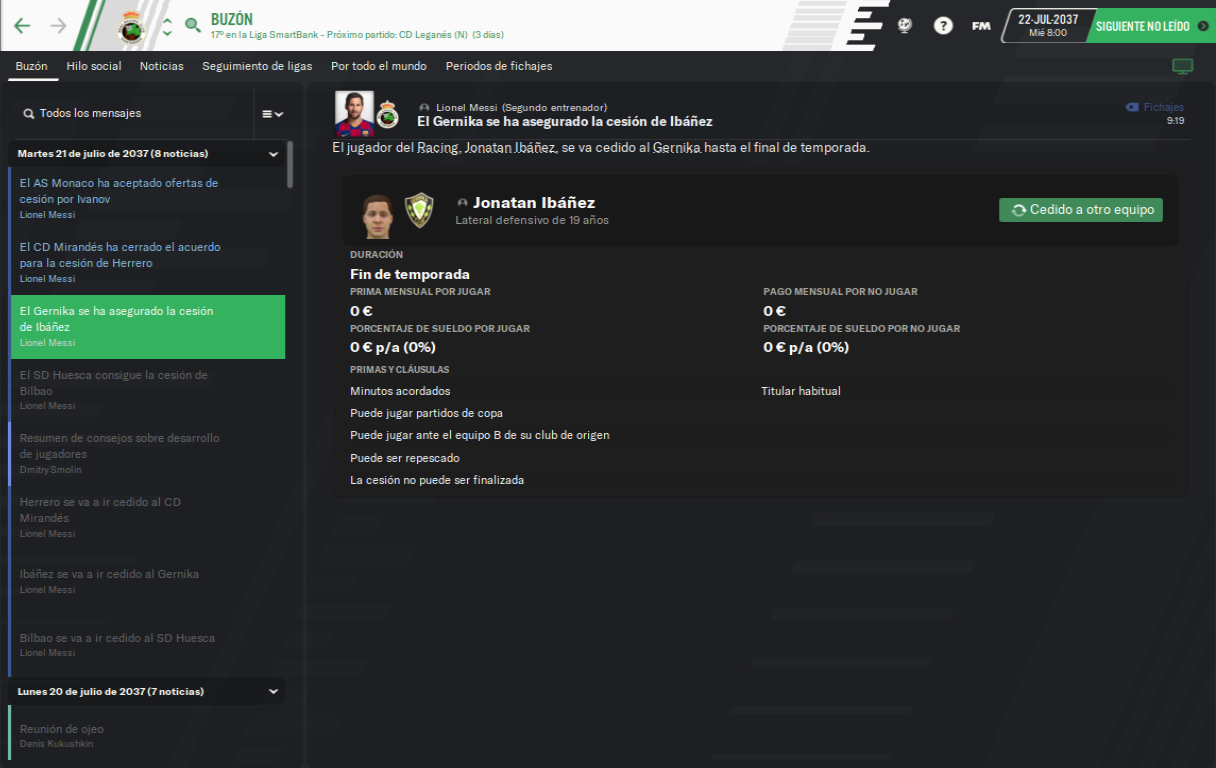 BUZÓN
17º en la Liga SmartBank - Próximo partido: CD Leganés (N) (3 días)
?
FM
22-JUL-2037
Mié 8:00
SIGUIENTE NO LEÍDO
Buzón
Hilo social
Noticias
Seguimiento de ligas
Por todo el mundo
Periodos de fichajes
Todos los mensajes
Martes 21 de julio de 2037 (8 noticias)
El AS Monaco ha aceptado ofertas de
cesión por Ivanov
Lionel Messi
El CD Mirandés ha cerrado el acuerdo
para la cesión de Herrero
Lionel Messi
El Gernika se ha asegurado la cesión
de Ibáñez
Lionel Messi
El SD Huesca consigue la cesión de
Bilbao
Lionel Messi
Resumen de consejos sobre desarrollo
de jugadores
Dmitry Smolin
Herrero se va a ir cedido al CD
Mirandés
Lionel Messi
Ibáñez se va a ir cedido al Gernika
Lionel Messi
Bilbao se va a ir cedido al SD Huesca
Lionel Messi
Lunes 20 de julio de 2037 (7 noticias)
Reunión de ojeo
Denis Kukushkin
Lionel Messi (Segundo entrenador)
El Gernika se ha asegurado la cesión de Ibáñez
Fichajes
9:19
El jugador del Racing, Jonatan Ibáñez, se va cedido al Gernika hasta el final de temporada.
Jonatan Ibáñez
Lateral defensivo de 19 años
Cedido a otro equipo
DURACIÓN
Fin de temporada
PRIMA MENSUAL POR JUGAR
PAGO MENSUAL POR NO JUGAR
0 €
0 €
PORCENTAJE DE SUELDO POR JUGAR
PORCENTAJE DE SUELDO POR NO JUGAR
0 € p/a (0%)
0 € p/a (0%)
PRIMAS Y CLÁUSULAS
Minutos acordados
Titular habitual
Puede jugar partidos de copa
Puede jugar ante el equipo B de su club de origen
Puede ser repescado
La cesión no puede ser finalizada